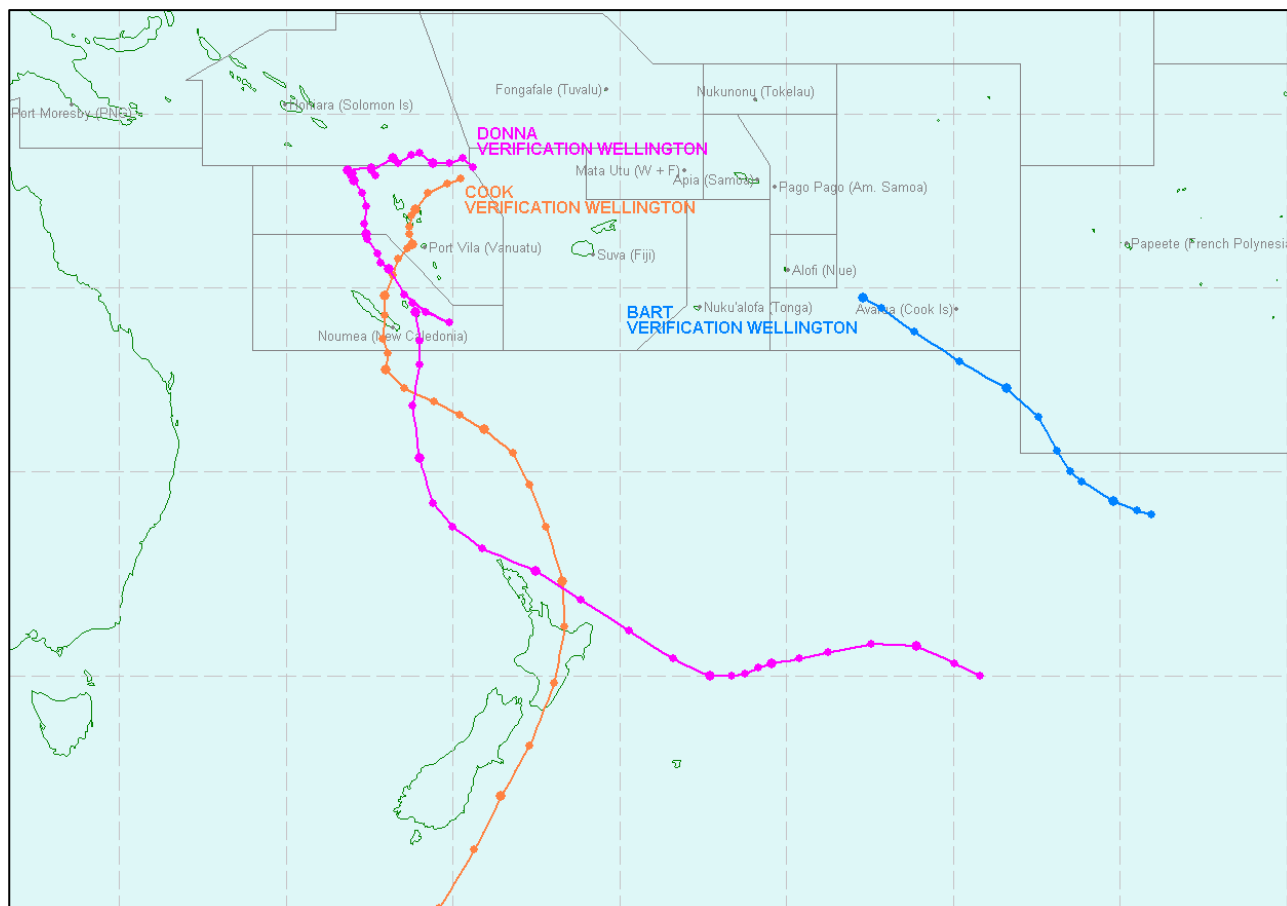 Fongafale (Tuvalu)
Nukunonu (Tokelau)
Honiara (Solomon Is)
Port Moresby (PNG)
DONNA
VERIFICATION WELLINGTON
Mata Utu (W + F)
Apia (Samoa)
Pago Pago (Am. Samoa)
COOK
VERIFICATION WELLINGTON
Port Vila (Vanuatu)
Suva (Fiji)
Papeete (French Polynesia
Alofi (Niue)
Nuku'alofa (Tonga)
Avarua (Cook Is)
BART
VERIFICATION WELLINGTON
Noumea (New Caledonia)